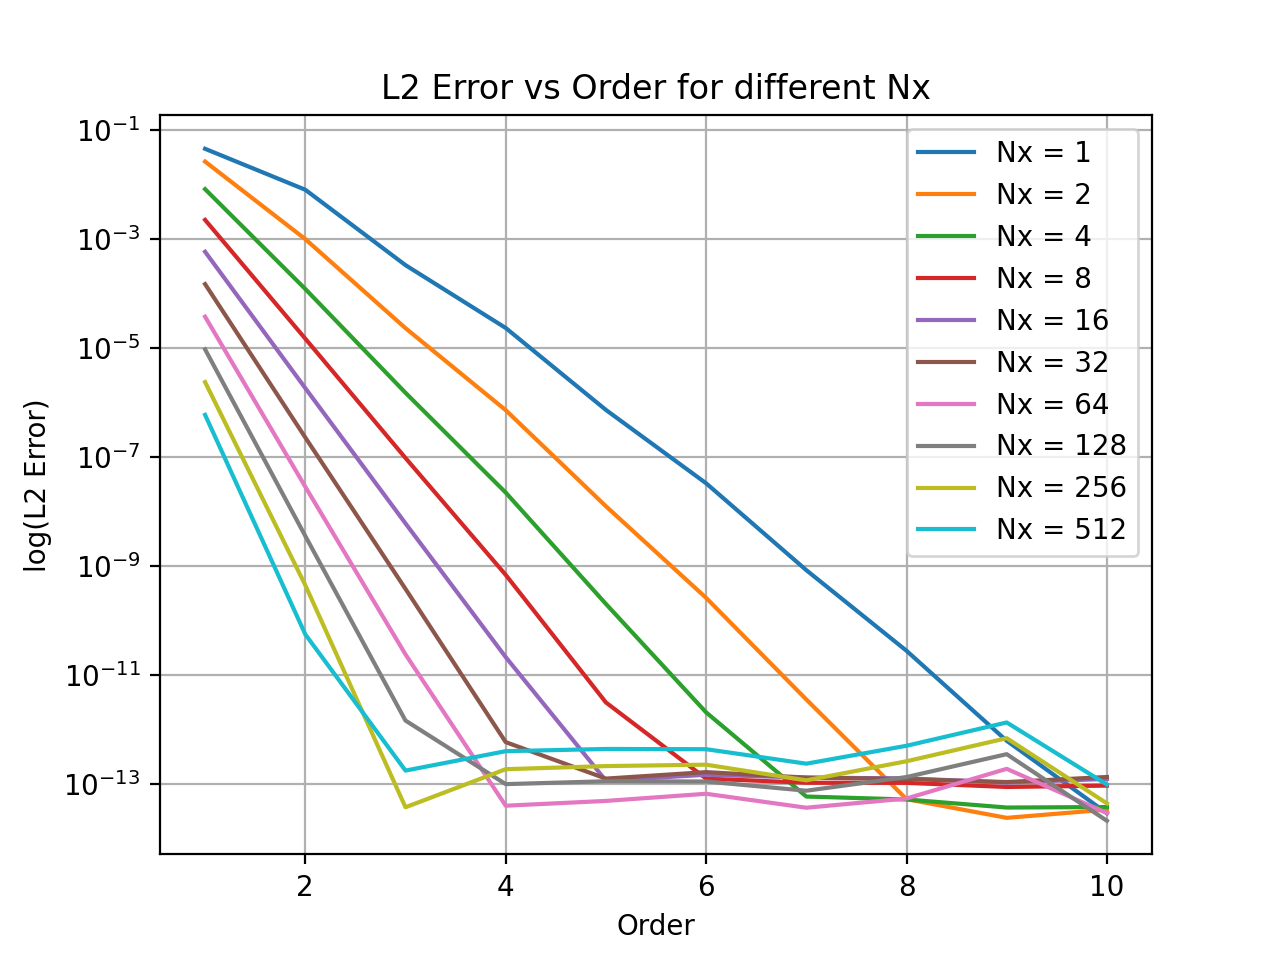 L2 Error vs Order for different Nx
log(L2 Error)
10⁻¹
10⁻³
10⁻⁵
10⁻⁷
10⁻⁹
10⁻¹¹
10⁻¹³
Nx = 1
Nx = 2
Nx = 4
Nx = 8
Nx = 16
Nx = 32
Nx = 64
Nx = 128
Nx = 256
Nx = 512
2 4 6 8 10
Order